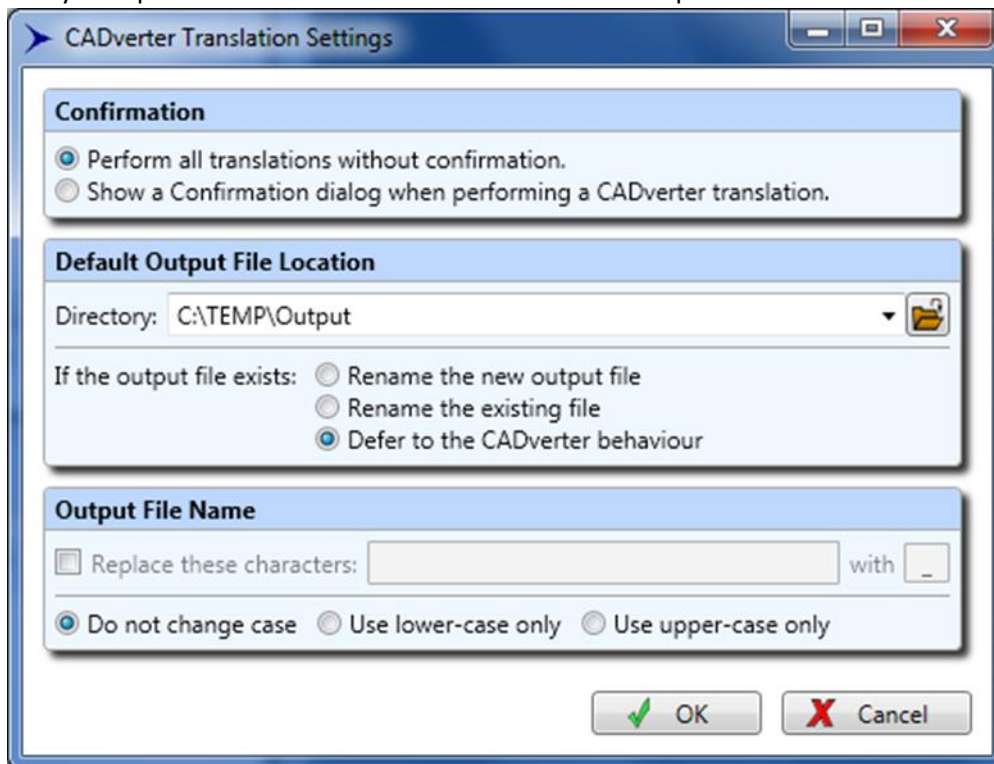 CADverter Translation Settings
Confirmation
Perform all translations without confirmation.
Show a Confirmation dialog when performing a CADverter translation.
Default Output File Location
Directory: C:\TEMP\Output
If the output file exists: Rename the new output file
Rename the existing file
Defer to the CADverter behaviour
Output File Name
Replace these characters: with _
Do not change case Use lower-case only Use upper-case only
OK Cancel